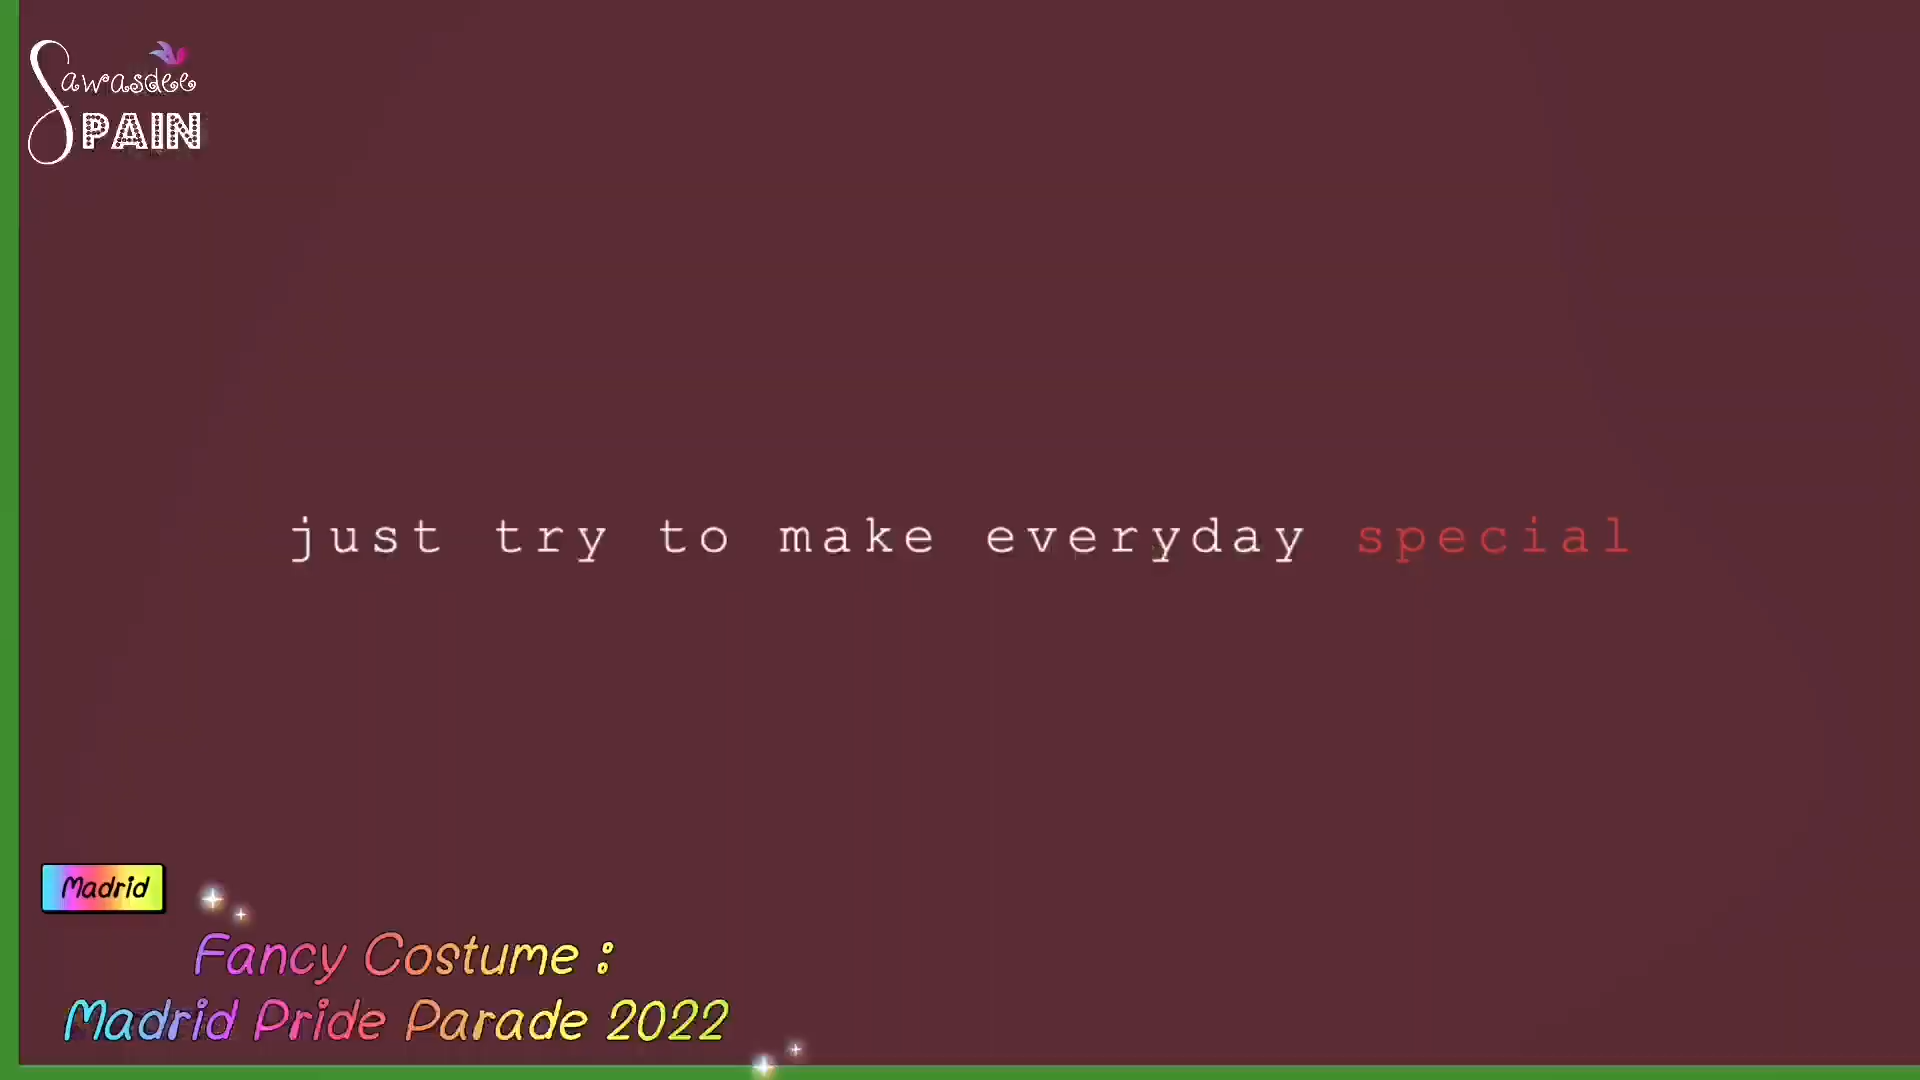 Sawasdee
SPAIN
just try to make everyday special
Madrid
Fancy Costume :
Madrid Pride Parade 2022